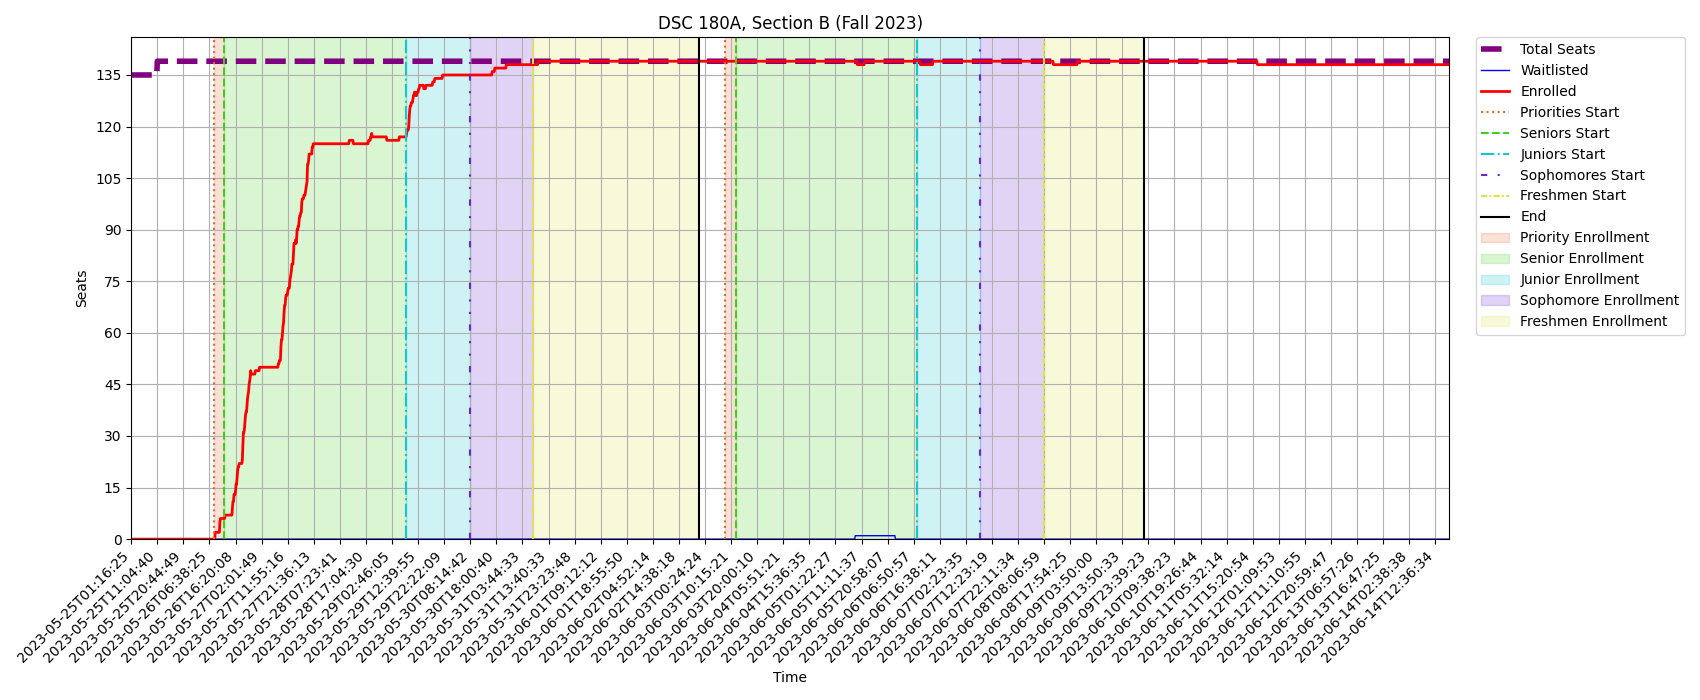 DSC 180A, Section B (Fall 2023)
Seats
135
120
105
90
75
60
45
30
15
0
2023-05-25T01:16:25
2023-05-25T11:04:40
2023-05-25T20:44:49
2023-05-26T06:38:25
2023-05-26T16:20:08
2023-05-27T02:01:49
2023-05-27T11:55:16
2023-05-27T21:36:13
2023-05-28T07:23:41
2023-05-28T17:04:30
2023-05-29T02:46:05
2023-05-29T12:39:55
2023-05-29T22:22:09
2023-05-30T08:14:42
2023-05-30T18:00:40
2023-05-31T03:44:33
2023-05-31T13:40:33
2023-05-31T23:23:48
2023-06-01T09:12:12
2023-06-01T18:55:50
2023-06-02T04:52:14
2023-06-02T14:38:18
2023-06-03T00:24:24
2023-06-03T10:15:21
2023-06-03T20:00:10
2023-06-04T05:51:21
2023-06-04T15:36:35
2023-06-05T01:22:27
2023-06-05T11:11:37
2023-06-05T20:58:07
2023-06-06T06:50:57
2023-06-06T16:38:11
2023-06-07T02:23:35
2023-06-07T12:23:19
2023-06-07T22:11:34
2023-06-08T08:06:59
2023-06-08T17:54:25
2023-06-09T03:50:00
2023-06-09T13:50:33
2023-06-09T23:39:23
2023-06-10T09:38:23
2023-06-10T19:26:44
2023-06-11T05:32:14
2023-06-11T15:20:54
2023-06-12T01:09:53
2023-06-12T11:10:55
2023-06-12T20:59:47
2023-06-13T06:57:26
2023-06-13T16:47:25
2023-06-14T02:38:38
2023-06-14T12:36:34
Time
Total Seats
Waitlisted
Enrolled
Priorities Start
Seniors Start
Juniors Start
Sophomores Start
Freshmen Start
End
Priority Enrollment
Senior Enrollment
Junior Enrollment
Sophomore Enrollment
Freshmen Enrollment